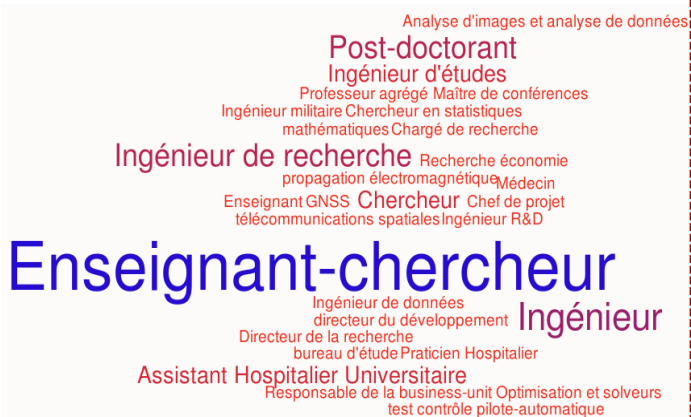 Analyse d'images et analyse de données
Post-doctorant
Ingénieur d'études
Professeur agrégé Maître de conférences
Ingénieur militaire Chercheur en statistiques
mathématiques Chargé de recherche
Ingénieur de recherche Recherche économie
propagation électromagnétique Médecin
Enseignant GNSS Chercheur Chef de projet
télécommunications spatiales Ingénieur R&D
Enseignant-chercheur
Ingénieur de données
directeur du développement Ingénieur
Directeur de la recherche
bureau d'étude Praticien Hospitalier
Assistant Hospitalier Universitaire
Responsable de la business-unit Optimisation et solveurs
test contrôle pilote-automatique